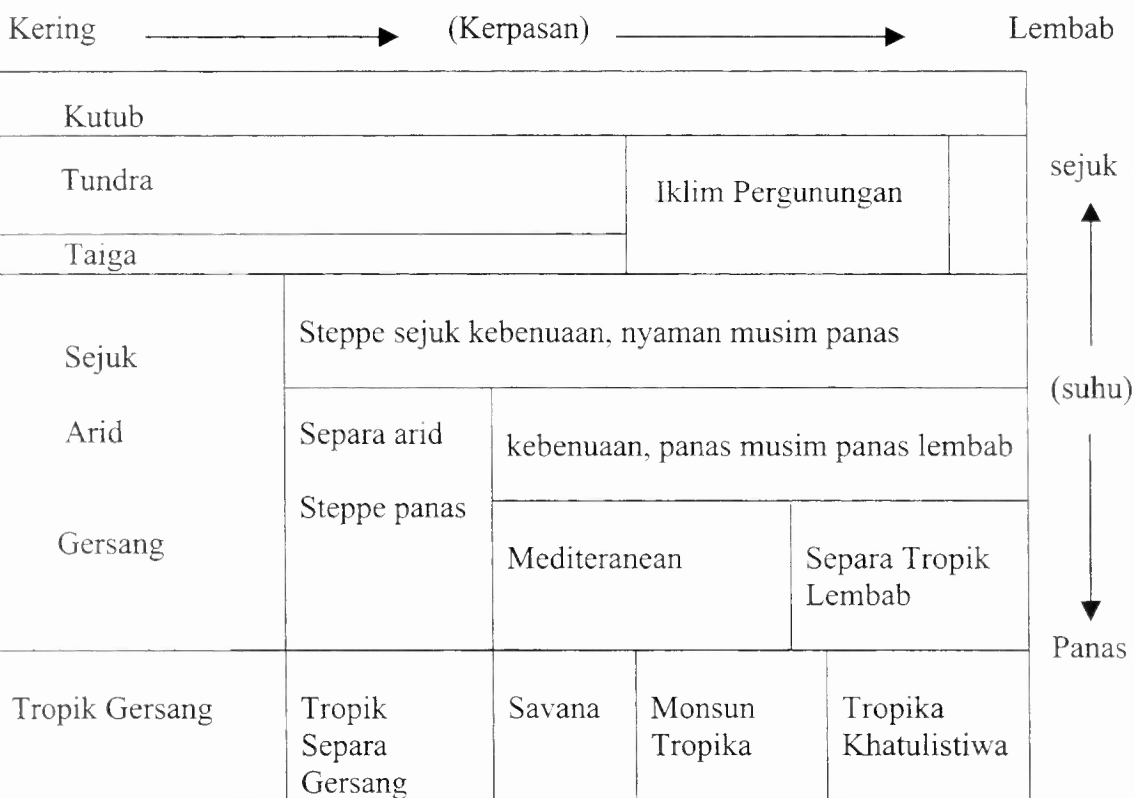 Kering (Kerpasan) Lembab
Kutub
Tundra
Iklim Pergunungan
sejuk
Taiga
Steppe sejuk kebenuaan, nyaman musim panas
Sejuk
(suhu)
Arid
Separa arid
kebenuaan, panas musim panas lembab
Steppe panas
Gersang
Mediteranean
Separa Tropik
Lembab
Panas
Tropik Gersang
Tropik
Separa
Gersang
Savana
Monsun
Tropika
Tropika
Khatulistiwa